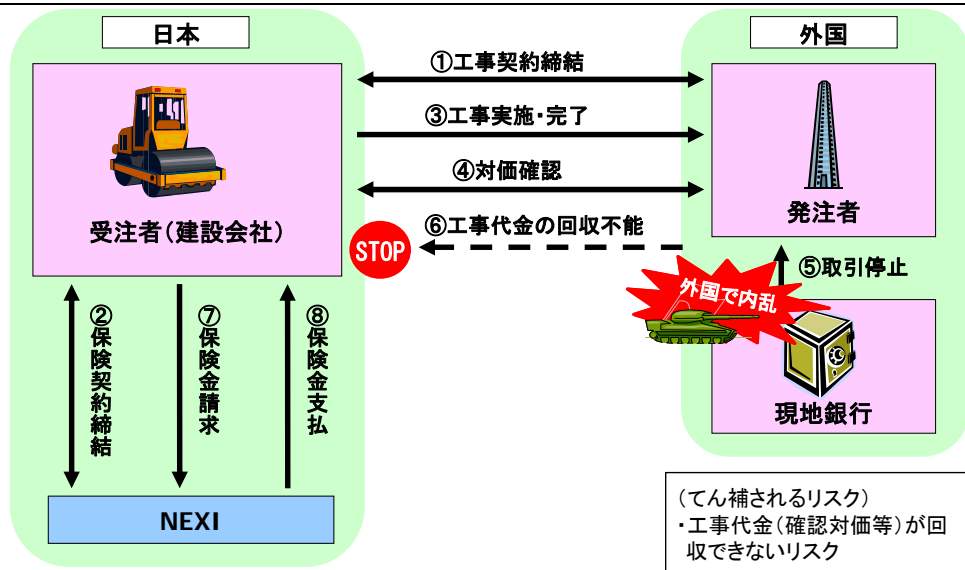 日本
外国
①工事契約締結
③工事実施・完了
④対価確認
⑥工事代金の回収不能
STOP
受注者(建設会社)
発注者
⑤取引停止
外国で内乱
現地銀行
②保険契約締結
⑦保険金請求
⑧保険金支払
NEXI
(てん補されるリスク)
・工事代金(確認対価等)が回
収できないリスク